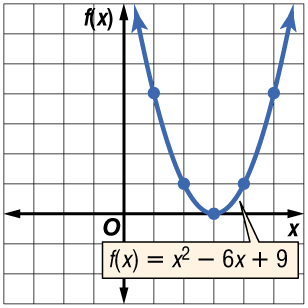 f(x)
O
x
f(x) = x² − 6x + 9